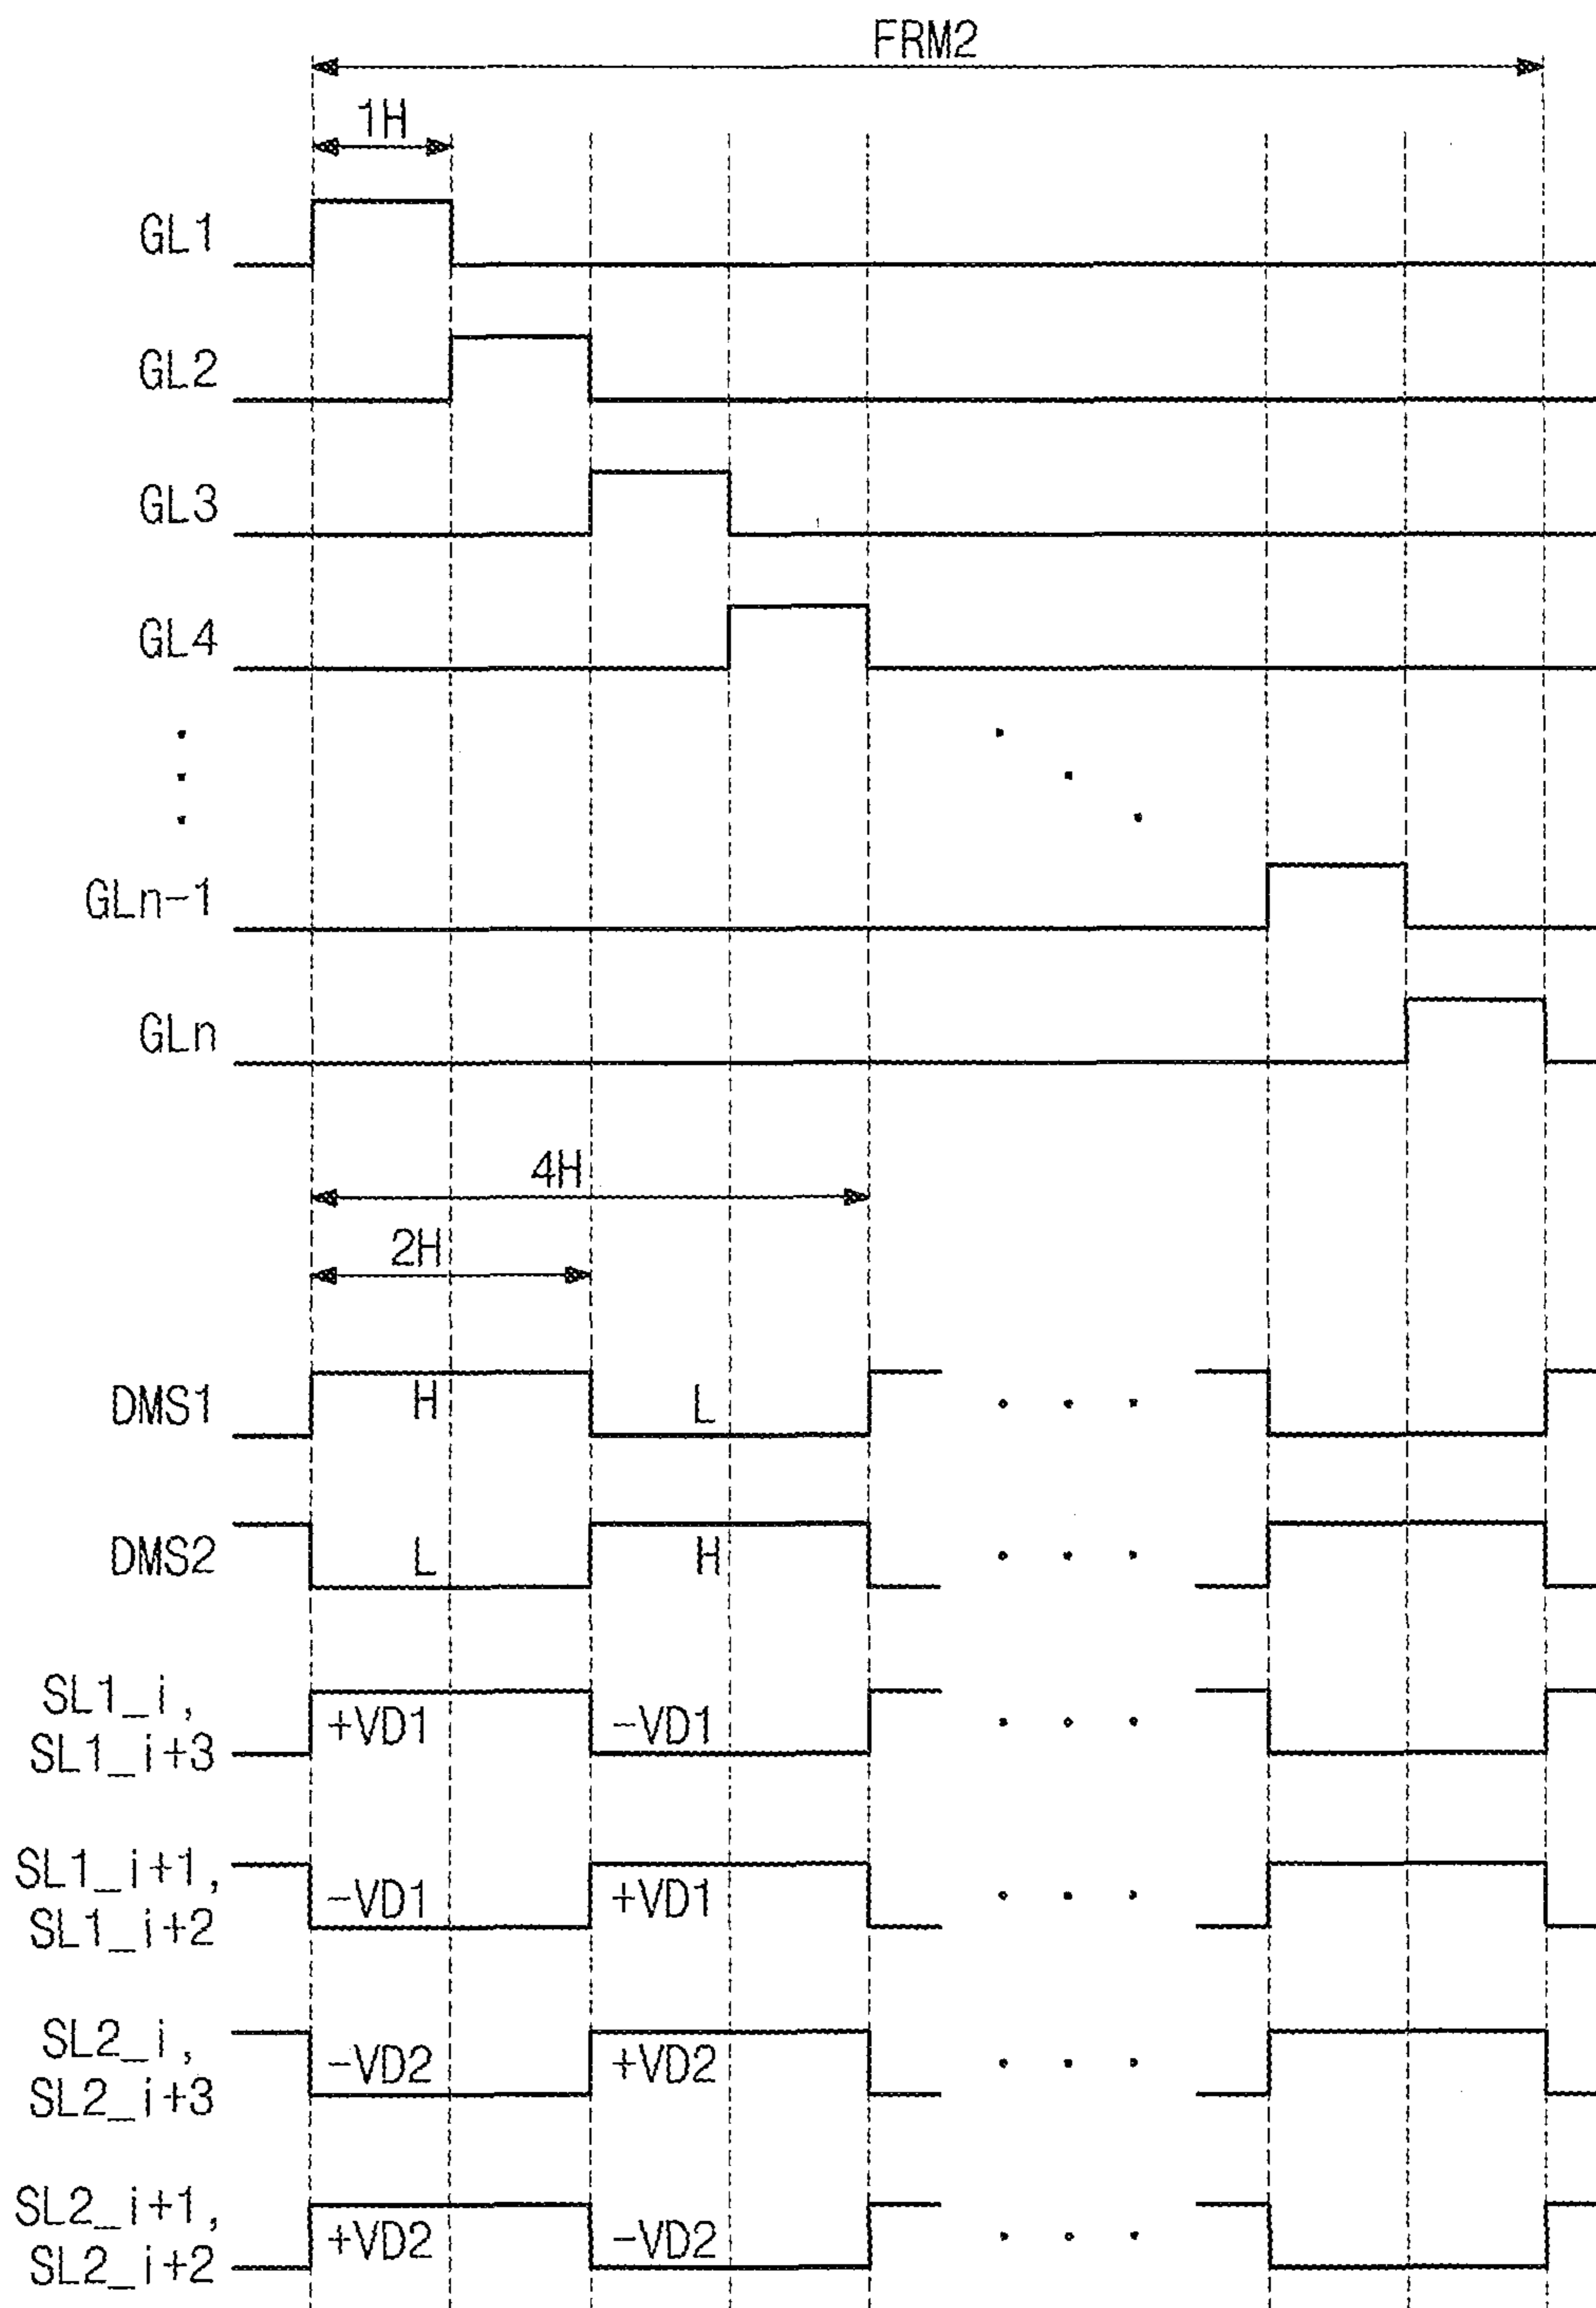 FRM2
1H
GL1
GL2
GL3
GL4
GLn-1
GLn
4H
2H
DMS1
H
L
DMS2
L
H
SL1_i,
SL1_i+3
+VD1
-VD1
SL1_i+1,
SL1_i+2
-VD1
+VD1
SL2_i,
SL2_i+3
-VD2
+VD2
SL2_i+1,
SL2_i+2
+VD2
-VD2